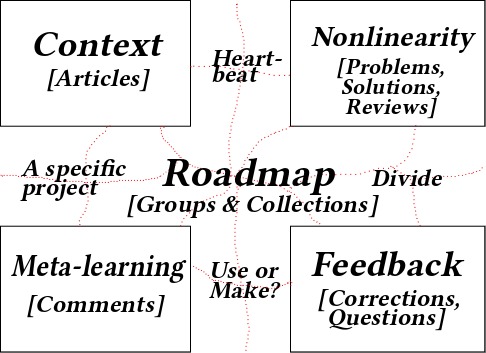 Context
[Articles]
Heart-
beat
Nonlinearity
[Problems,
Solutions,
Reviews]
A specific
project
Roadmap
[Groups & Collections]
Divide
Meta-learning
[Comments]
Use or
Make?
Feedback
[Corrections,
Questions]